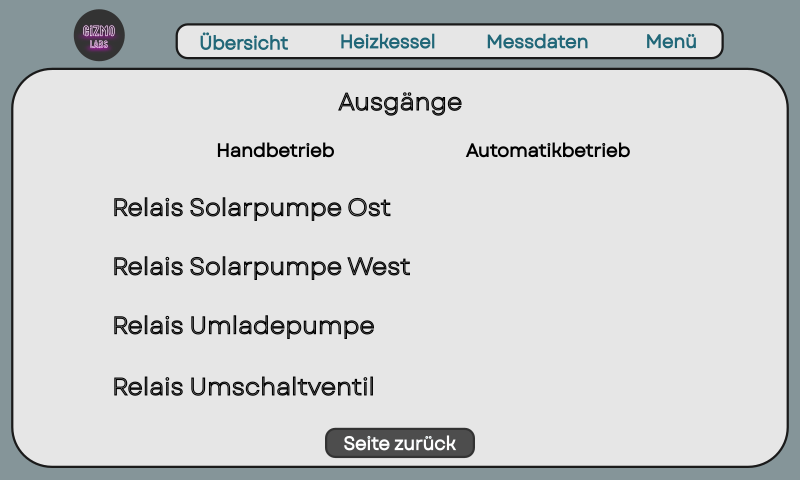 GIZMO
LABS
Übersicht Heizkessel Messdaten Menü
Ausgänge
Handbetrieb Automatikbetrieb
Relais Solarpumpe Ost
Relais Solarpumpe West
Relais Umladepumpe
Relais Umschaltventil
Seite zurück